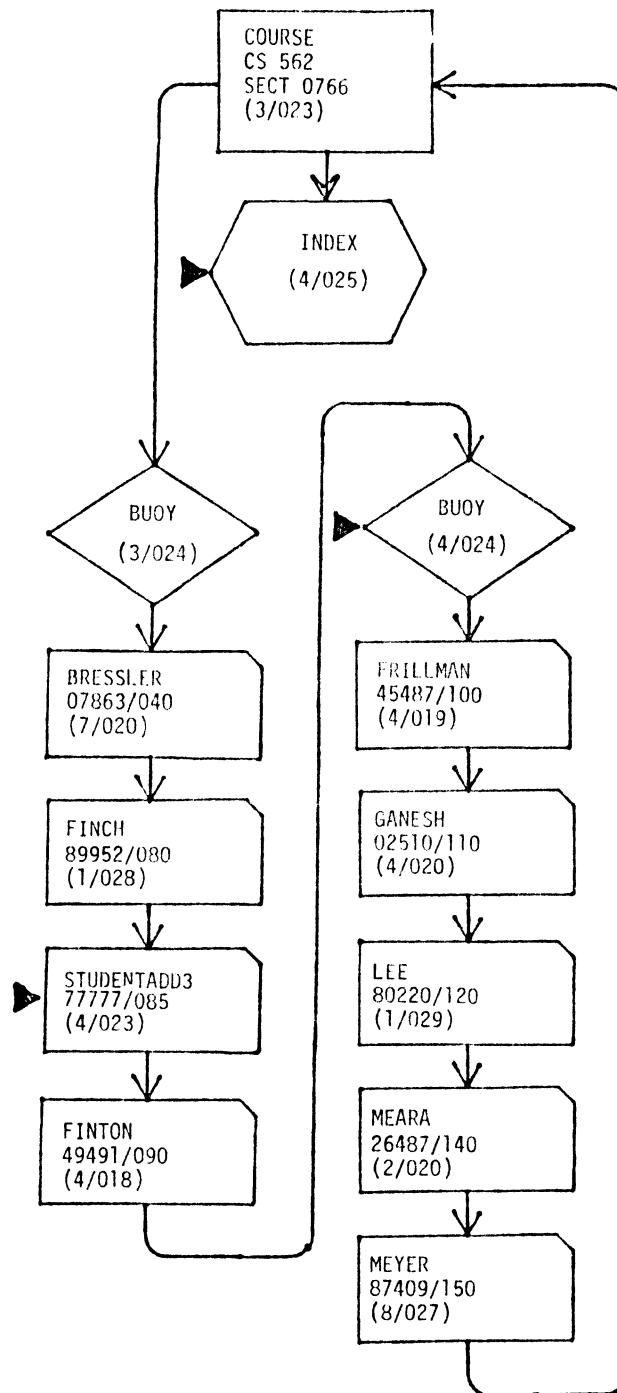 COURSE
CS 562
SECT 0766
(3/023)
INDEX
(4/025)
BUOY
(3/024)
BRESSLER
07863/040
(7/020)
FINCH
89952/080
(1/028)
STUDENTADD3
77777/085
(4/023)
FINTON
49491/090
(4/018)
BUOY
(4/024)
FRILLMAN
45487/100
(4/019)
GANESH
02510/110
(4/020)
LEE
80220/120
(1/029)
MEARA
26487/140
(2/020)
MEYER
87409/150
(8/027)